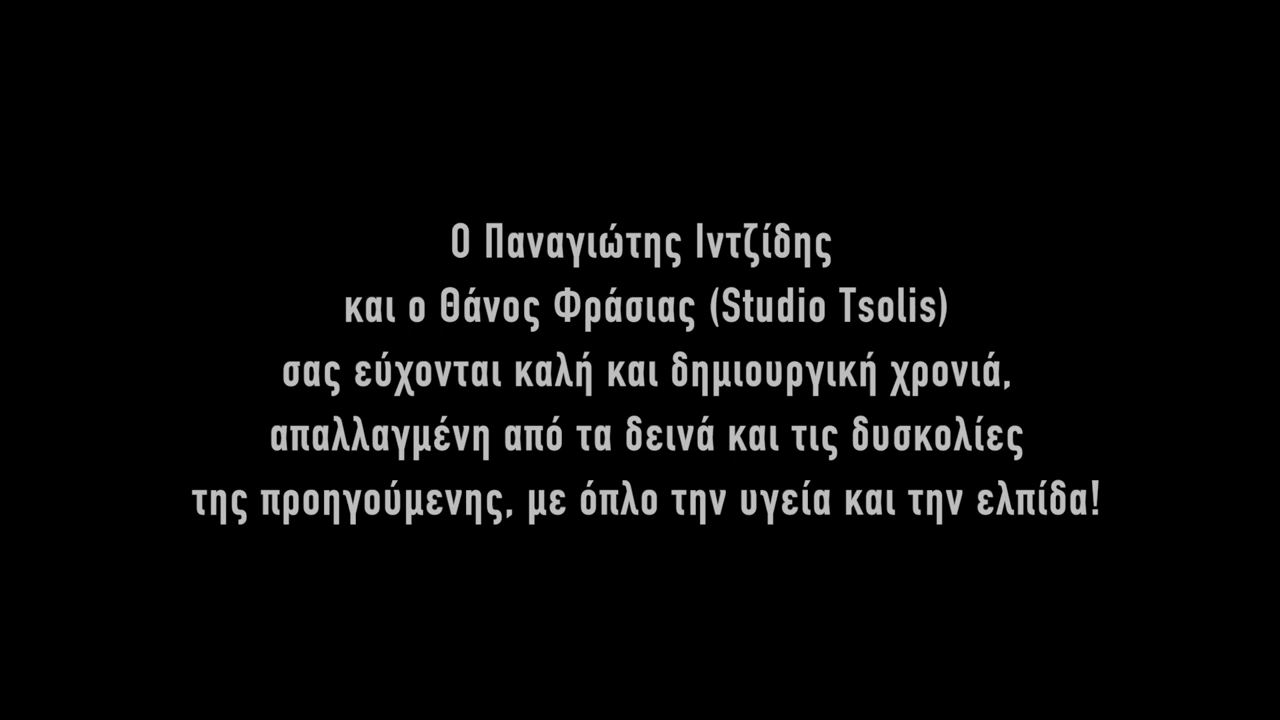 Ο Παναγιώτης Ιντζίδης
και ο Θάνος Φράσιας (Studio Tsolis)
σας εύχονται καλή και δημιουργική χρονιά,
απαλλαγμένη από τα δεινά και τις δυσκολίες
της προηγούμενης, με όπλο την υγεία και την ελπίδα!